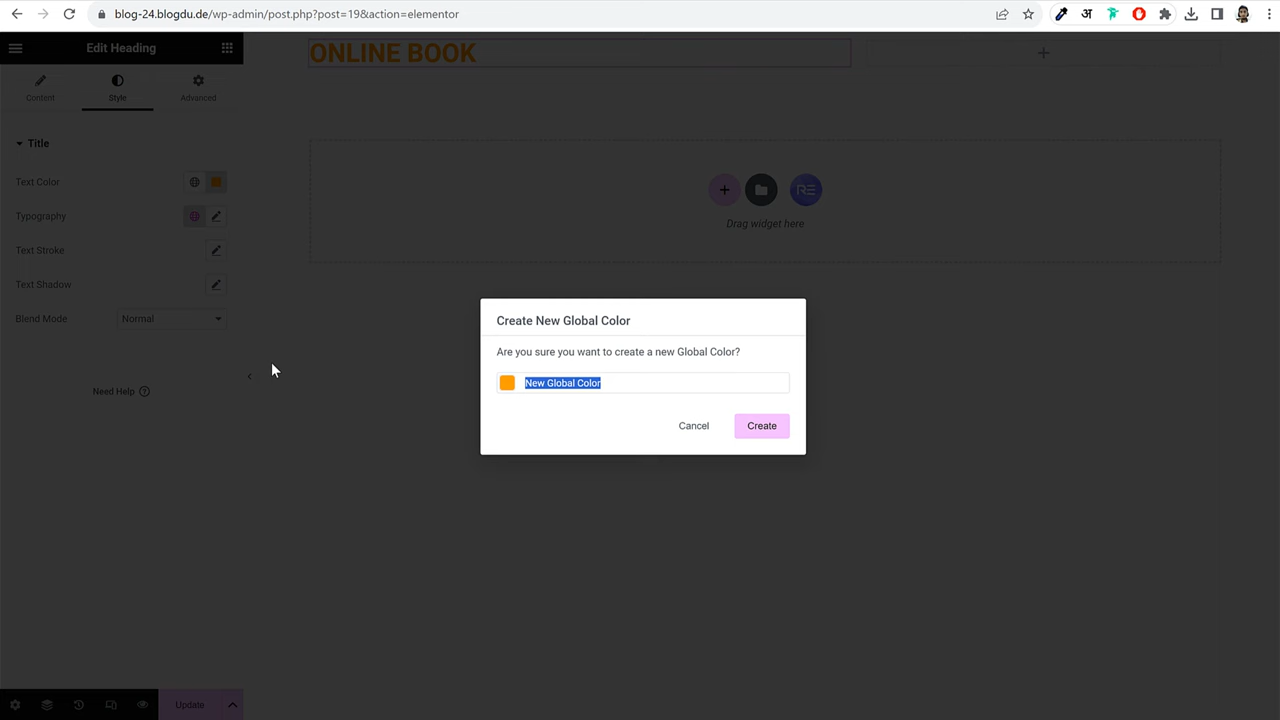 blog-24.blogdu.de/wp-admin/post.php?post=19&action=elementor
अ
Edit Heading
ONLINE BOOK
+
Content
Style
Advanced
Title
Text Color
Typography
Text Stroke
Text Shadow
Blend Mode
Normal
Need Help ?
+
RE
Drag widget here
Create New Global Color
Are you sure you want to create a new Global Color?
New Global Color
Cancel
Create
Update